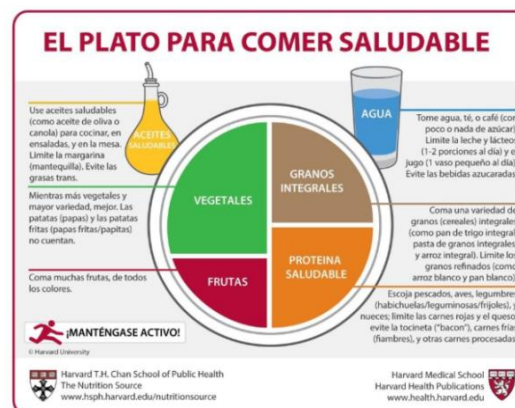 EL PLATO PARA COMER SALUDABLE
Use aceites saludables
(como aceite de oliva o
canola) para cocinar, en
ensaladas, y en la mesa.
Limite la margarina
(mantequilla). Evite las
grasas trans.
ACEITES
SALUDABLES
AGUA
Tome agua, té, o café (con
poco o nada de azúcar)
Limite la leche y lácteos
(1-2 porciones al día) y e
jugo (1 vaso pequeño al día)
Evite las bebidas azucaradas
Mientras más vegetales y
mayor variedad, mejor. Las
patatas (papas) y las patatas
fritas (papas fritas/papitas)
no cuentan.
VEGETALES
GRANOS
INTEGRALES
Coma una variedad de
granos (cereales) integrales
(como pan de trigo integral
pasta de granos integrales
y arroz integral). Limite los
granos refinados (como
arroz blanco y pan blanco)
Coma muchas frutas, de todos
los colores.
FRUTAS
PROTEINA
SALUDABLE
Escoja pescados, aves, legumbres
(habichuelas/leguminosas/frijoles), y
nueces; limite las carnes rojas y el queso
evite la tocineta ("bacon"), carnes frías
(fiambres), y otras carnes procesadas
¡MANTÉNGASE ACTIVO!
© Harvard University
Harvard T.H. Chan School of Public Health
The Nutrition Source
www.hsph.harvard.edu/nutritionsource
Harvard Medical School
Harvard Health Publications
www.health.harvard.edu